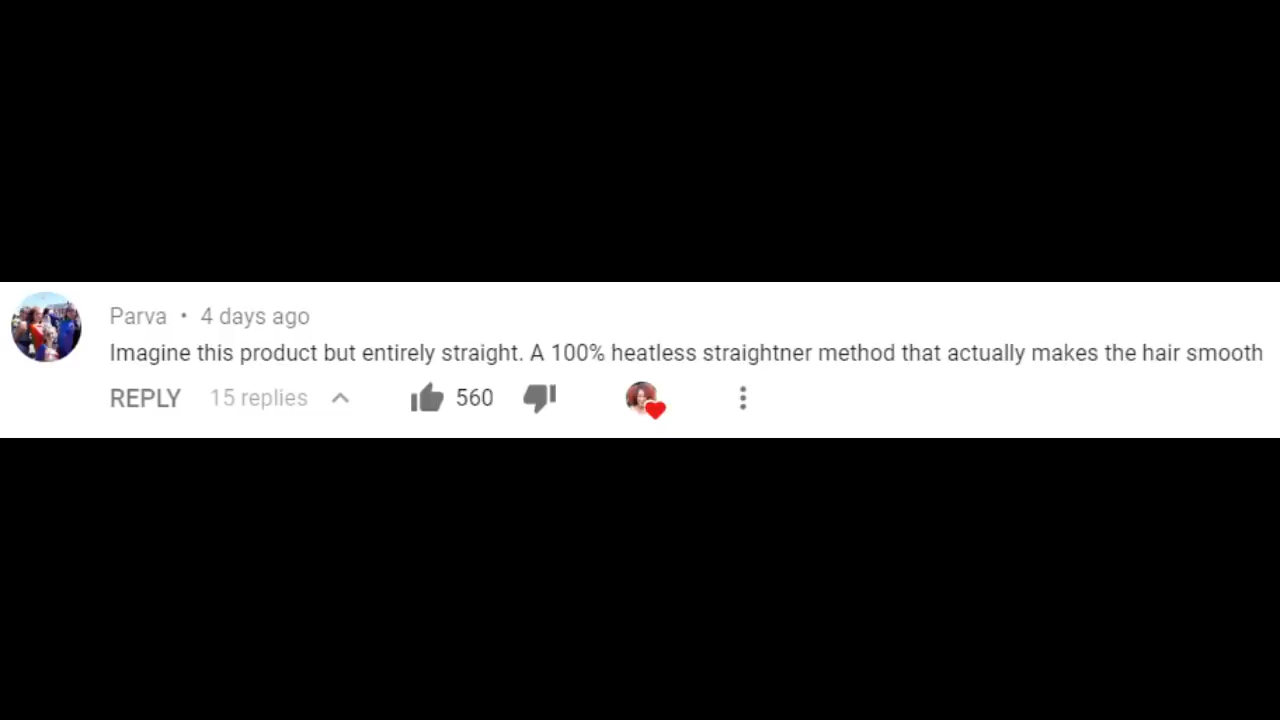 Parva • 4 days ago
Imagine this product but entirely straight. A 100% heatless straightner method that actually makes the hair smooth
REPLY 15 replies 560